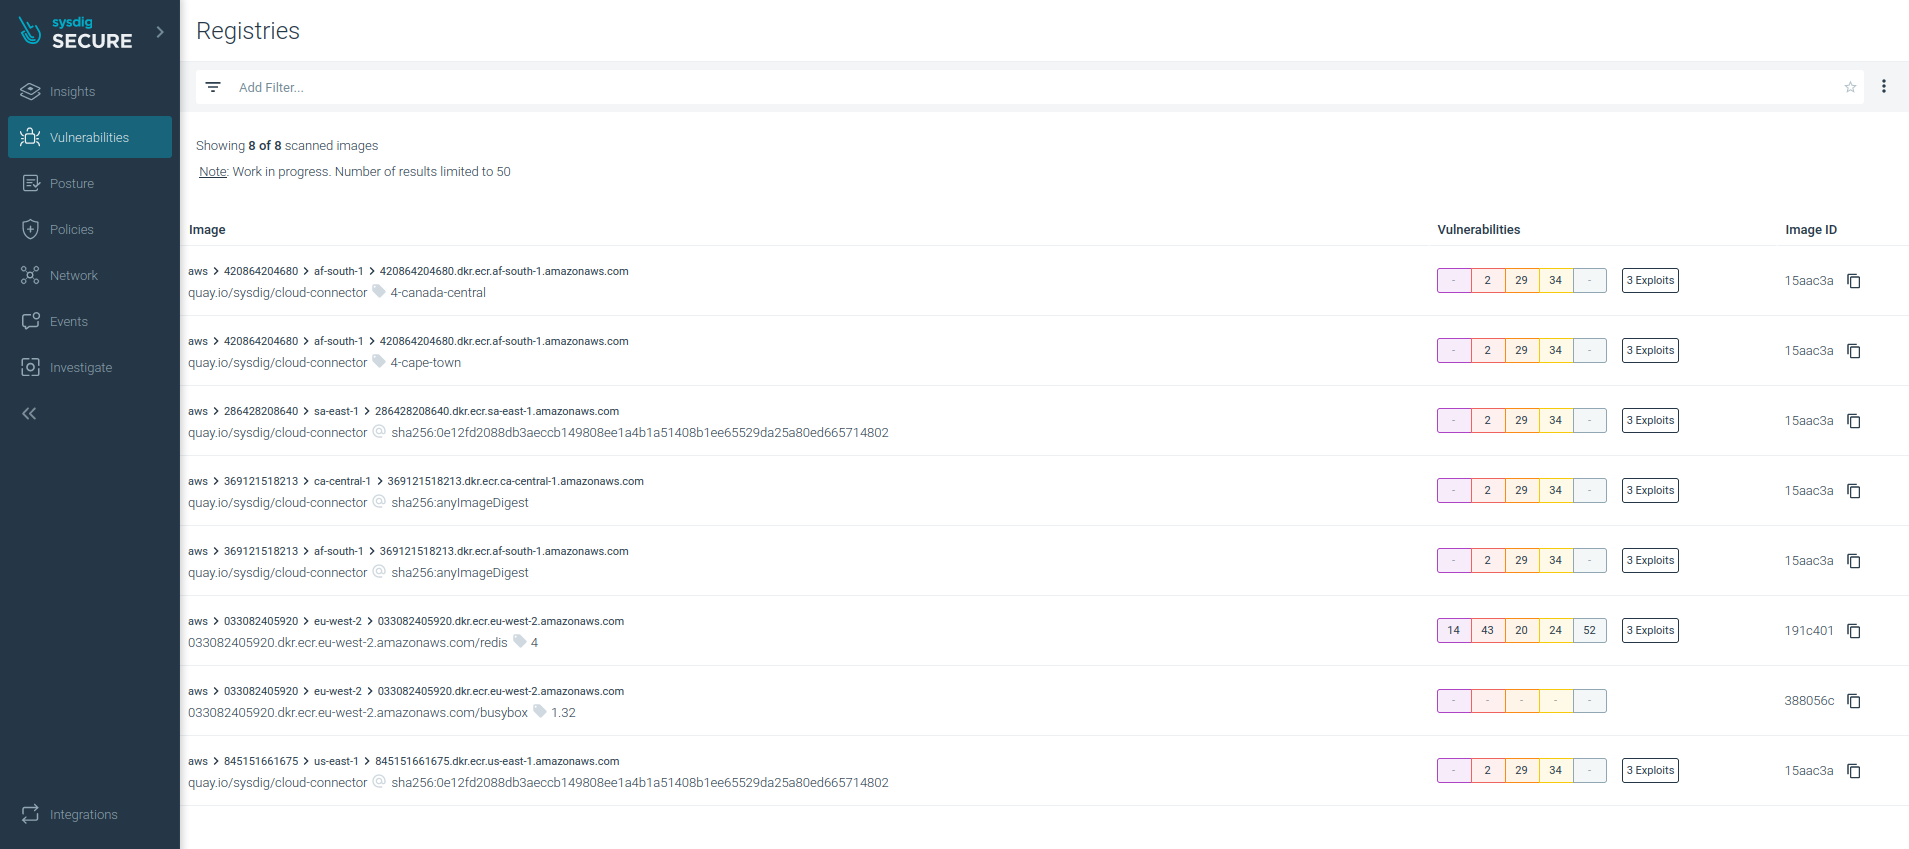 sysdig
SECURE
Insights
Vulnerabilities
Posture
Policies
Network
Events
Investigate
Integrations
Registries
Add Filter...
Showing 8 of 8 scanned images
Note: Work in progress. Number of results limited to 50
Image Vulnerabilities Image ID
aws > 420864204680 > af-south-1 > 420864204680.dkr.ecr.af-south-1.amazonaws.com
quay.io/sysdig/cloud-connector 4-canada-central
- 2 29 34 - 3 Exploits 15aac3a
aws > 420864204680 > af-south-1 > 420864204680.dkr.ecr.af-south-1.amazonaws.com
quay.io/sysdig/cloud-connector 4-cape-town
- 2 29 34 - 3 Exploits 15aac3a
aws > 286428208640 > sa-east-1 > 286428208640.dkr.ecr.sa-east-1.amazonaws.com
quay.io/sysdig/cloud-connector @ sha256:0e12fd2088db3aeccb149808ee1a4b1a51408b1ee65529da25a80ed665714802
- 2 29 34 - 3 Exploits 15aac3a
aws > 369121518213 > ca-central-1 > 369121518213.dkr.ecr.ca-central-1.amazonaws.com
quay.io/sysdig/cloud-connector @ sha256:anyImageDigest
- 2 29 34 - 3 Exploits 15aac3a
aws > 369121518213 > af-south-1 > 369121518213.dkr.ecr.af-south-1.amazonaws.com
quay.io/sysdig/cloud-connector @ sha256:anyImageDigest
- 2 29 34 - 3 Exploits 15aac3a
aws > 033082405920 > eu-west-2 > 033082405920.dkr.ecr.eu-west-2.amazonaws.com
033082405920.dkr.ecr.eu-west-2.amazonaws.com/redis 4
14 43 20 24 52 3 Exploits 191c401
aws > 033082405920 > eu-west-2 > 033082405920.dkr.ecr.eu-west-2.amazonaws.com
033082405920.dkr.ecr.eu-west-2.amazonaws.com/busybox 1.32
- - - - - 388056c
aws > 845151661675 > us-east-1 > 845151661675.dkr.ecr.us-east-1.amazonaws.com
quay.io/sysdig/cloud-connector @ sha256:0e12fd2088db3aeccb149808ee1a4b1a51408b1ee65529da25a80ed665714802
- 2 29 34 - 3 Exploits 15aac3a